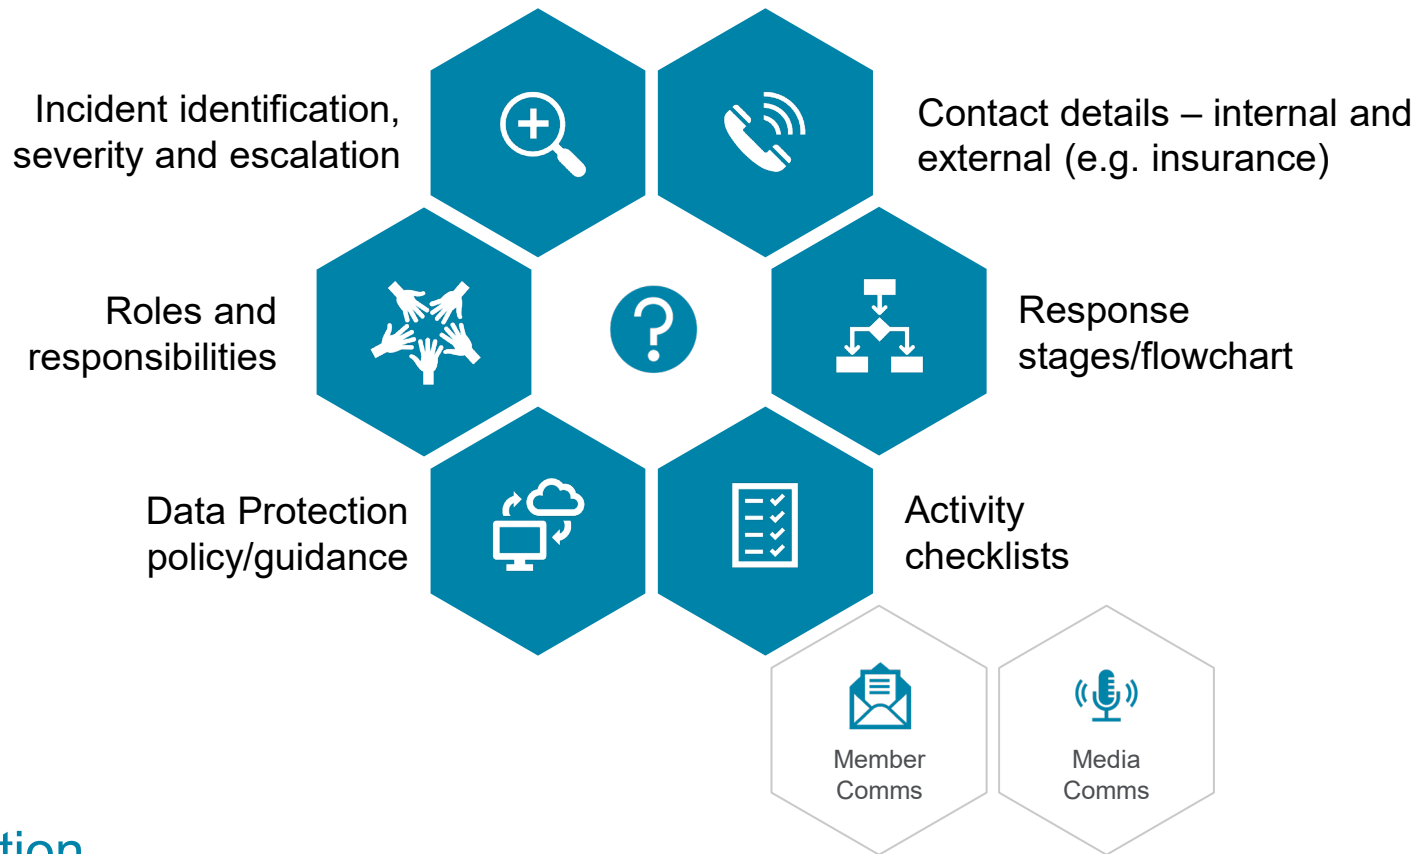 Incident identification,
severity and escalation
Contact details – internal and
external (e.g. insurance)
Roles and
responsibilities
?
Response
stages/flowchart
Data Protection
policy/guidance
Activity
checklists
Member
Comms
Media
Comms
tion